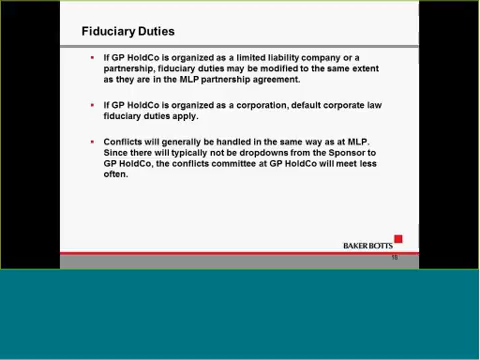 Fiduciary Duties
If GP HoldCo is organized as a limited liability company or a
partnership, fiduciary duties may be modified to the same extent
as they are in the MLP partnership agreement.
If GP HoldCo is organized as a corporation, default corporate law
fiduciary duties apply.
Conflicts will generally be handled in the same way as at MLP.
Since there will typically not be dropdowns from the Sponsor to
GP HoldCo, the conflicts committee at GP HoldCo will meet less
often.
BAKER BOTTS